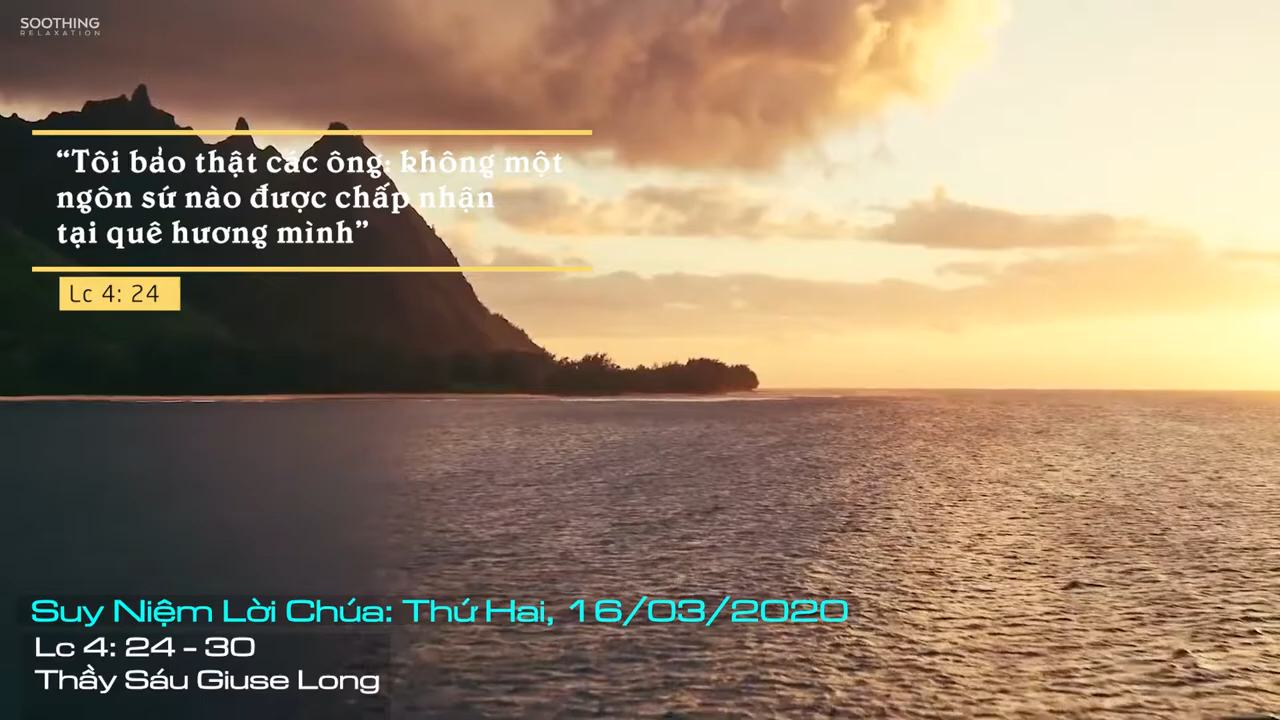 SOOTHING
RELAXATION
“Tôi bảo thật các ông: không một
ngôn sứ nào được chấp nhận
tại quê hương mình”
Lc 4: 24
Suy Niệm Lời Chúa: Thứ Hai, 16/03/2020
Lc 4: 24 - 30
Thầy Sáu Giuse Long